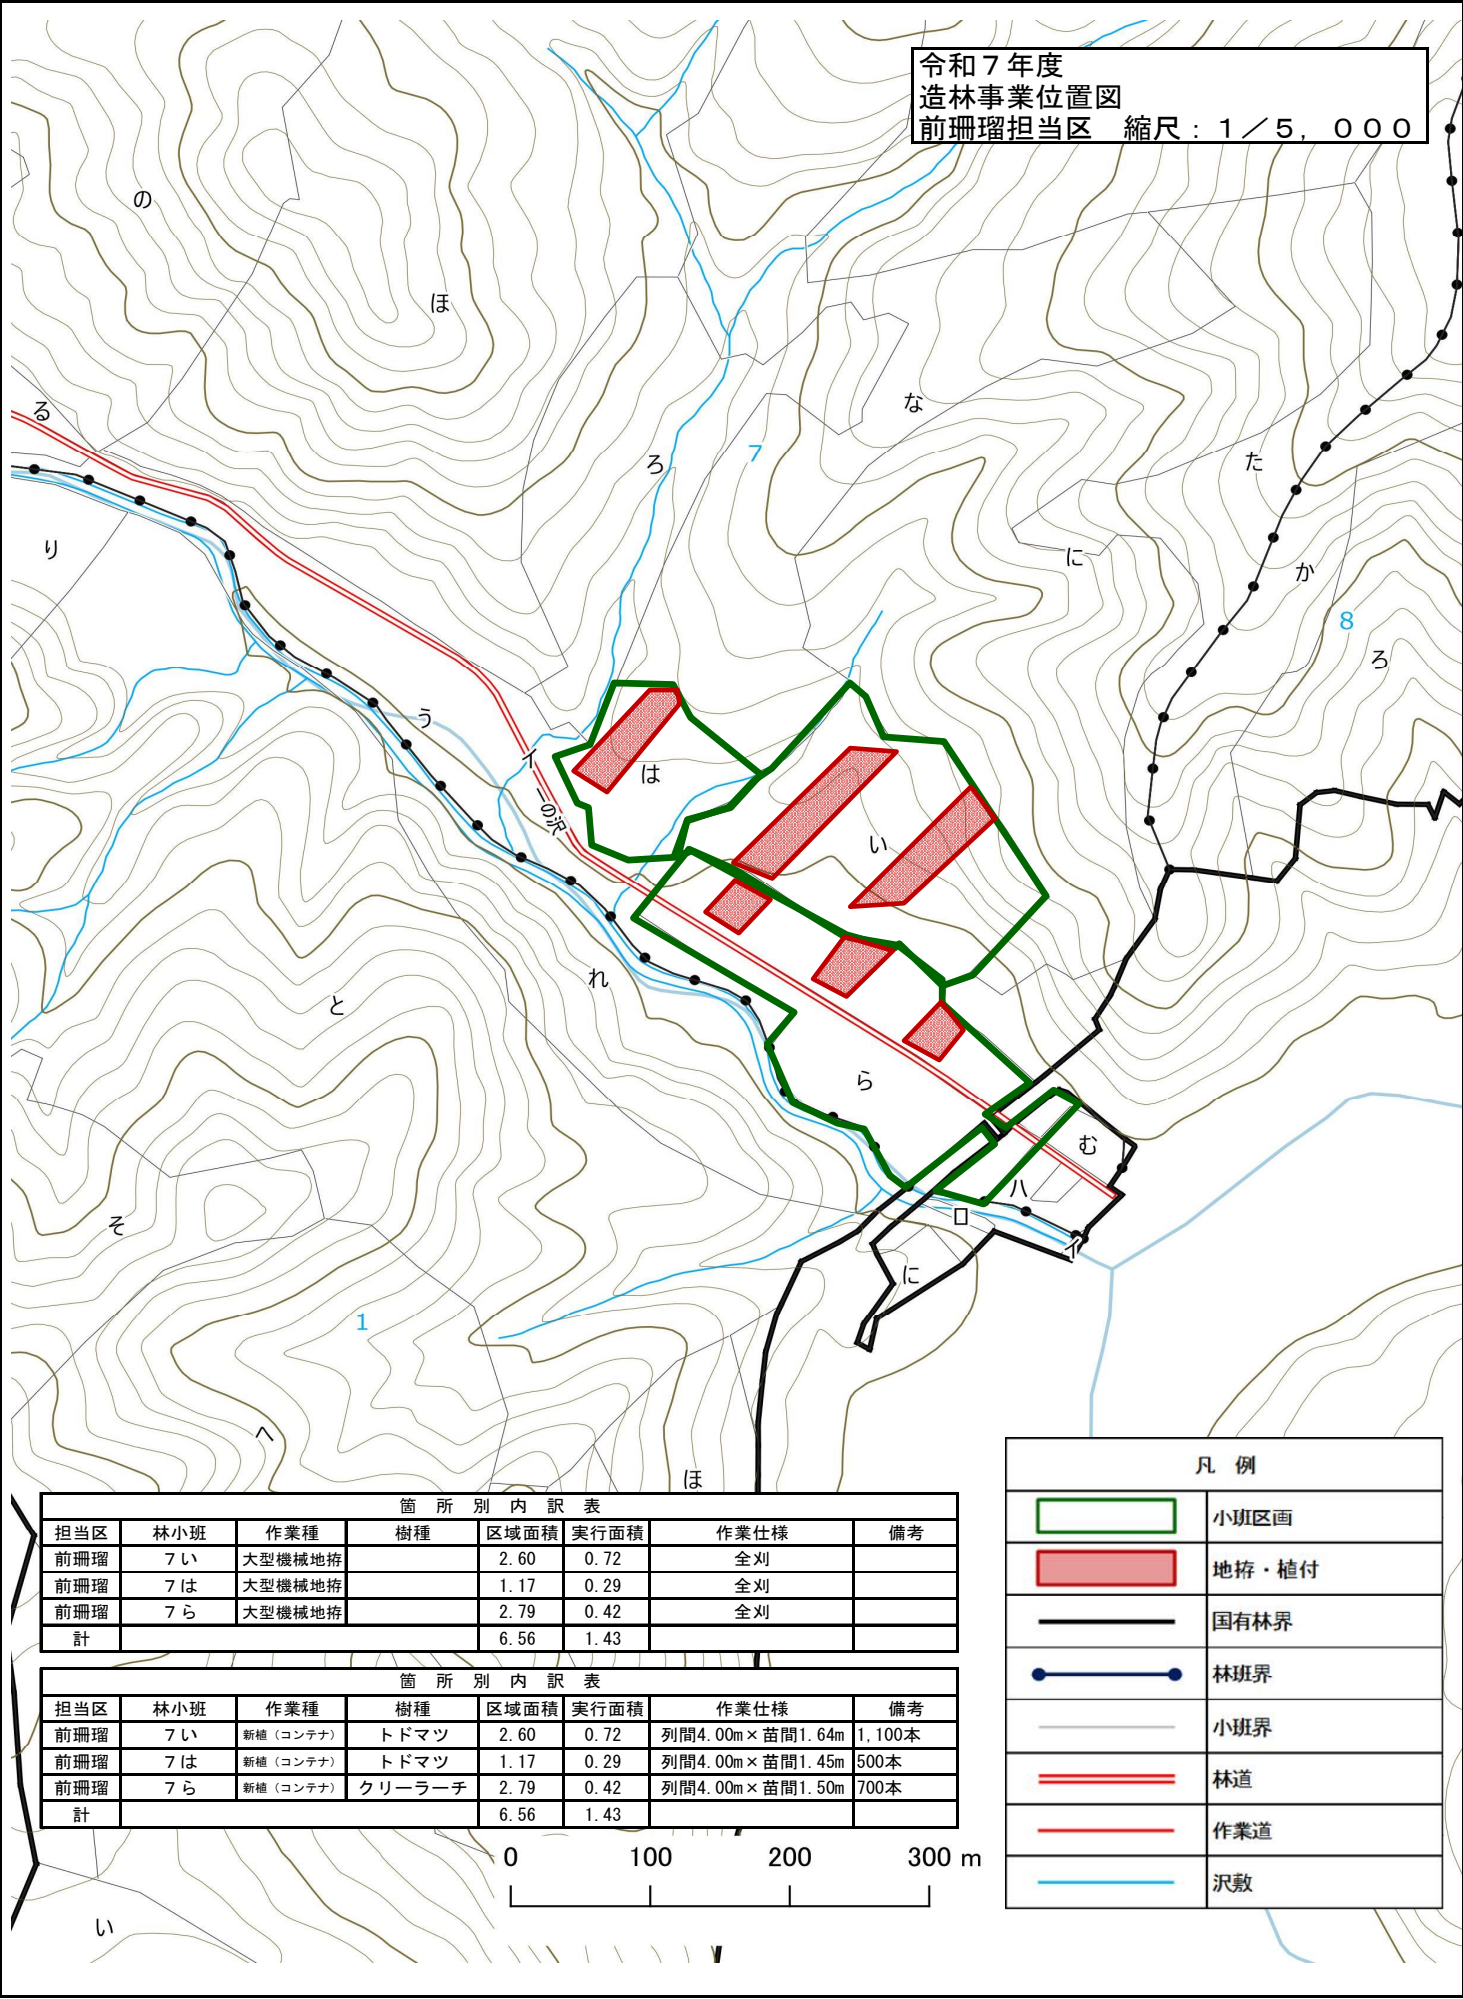 令和７年度
造林事業位置図
前珊瑠担当区　縮尺：１／５，０００
の
ほ
る
な
ろ
7
た
り
に
か
8
ろ
う
イ
は
イーの沢
い
れ
と
ら
む
ハ
ロ
イ
そ
に
1
へ
ほ
箇所別内訳表
担当区 林小班 作業種 樹種 区域面積 実行面積 作業仕様 備考
前珊瑠 ７い 大型機械地拵 2.60 0.72 全刈
前珊瑠 ７は 大型機械地拵 1.17 0.29 全刈
前珊瑠 ７ら 大型機械地拵 2.79 0.42 全刈
計 6.56 1.43
箇所別内訳表
担当区 林小班 作業種 樹種 区域面積 実行面積 作業仕様 備考
前珊瑠 ７い 新植（コンテナ） トドマツ 2.60 0.72 列間4.00m×苗間1.64m 1,100本
前珊瑠 ７は 新植（コンテナ） トドマツ 1.17 0.29 列間4.00m×苗間1.45m 500本
前珊瑠 ７ら 新植（コンテナ） クリーラーチ 2.79 0.42 列間4.00m×苗間1.50m 700本
計 6.56 1.43
0 100 200 300 m
い
凡 例
小班区画
地拵・植付
国有林界
林班界
小班界
林道
作業道
沢敷